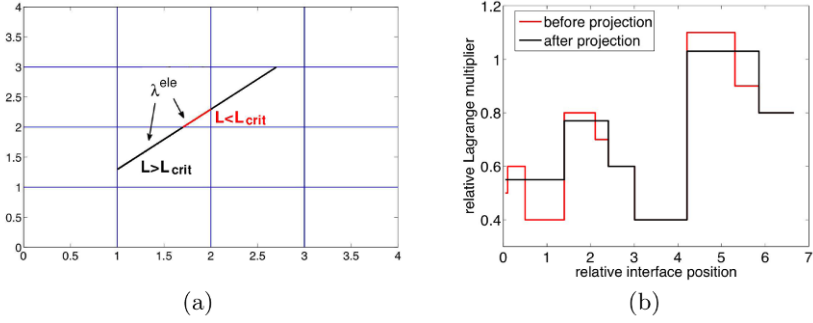 4
3.5
3
2.5
2
1.5
1
0.5
0
0 0.5 1 1.5 2 2.5 3 3.5 4
λele
L<Lcrit
L>Lcrit
(a)
relative Lagrange multiplier
1.2
1
0.8
0.6
0.4
before projection
after projection
0 1 2 3 4 5 6 7
relative interface position
(b)